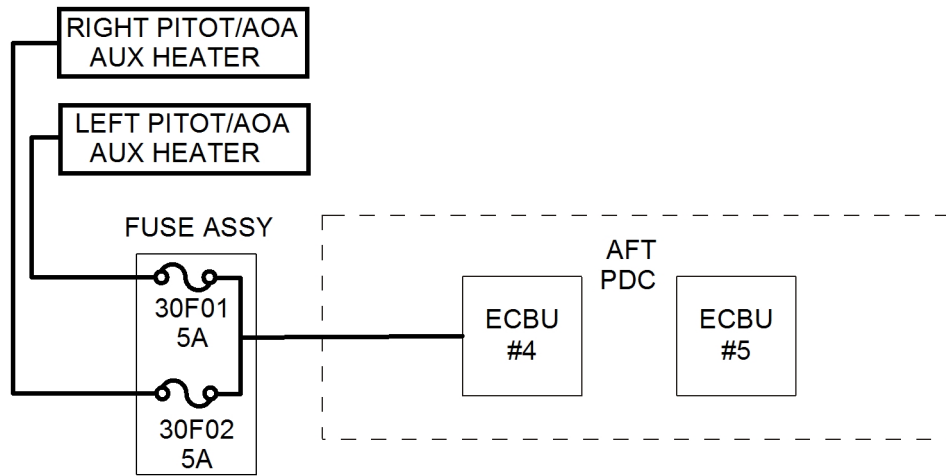 RIGHT PITOT/AOA
AUX HEATER
LEFT PITOT/AOA
AUX HEATER
FUSE ASSY
30F01
5A
30F02
5A
AFT
PDC
ECBU
#4
ECBU
#5